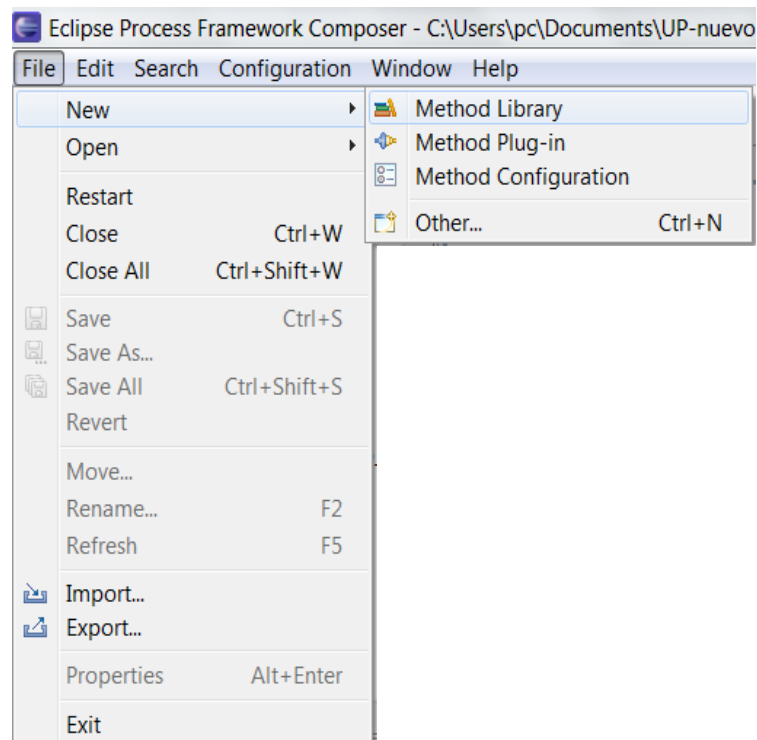 Eclipse Process Framework Composer - C:\Users\pc\Documents\UP-nuevo
File Edit Search Configuration Window Help
New
Open
Restart
Close Ctrl+W
Close All Ctrl+Shift+W
Save Ctrl+S
Save As...
Save All Ctrl+Shift+S
Revert
Move...
Rename... F2
Refresh F5
Import...
Export...
Properties Alt+Enter
Exit
Method Library
Method Plug-in
Method Configuration
Other... Ctrl+N